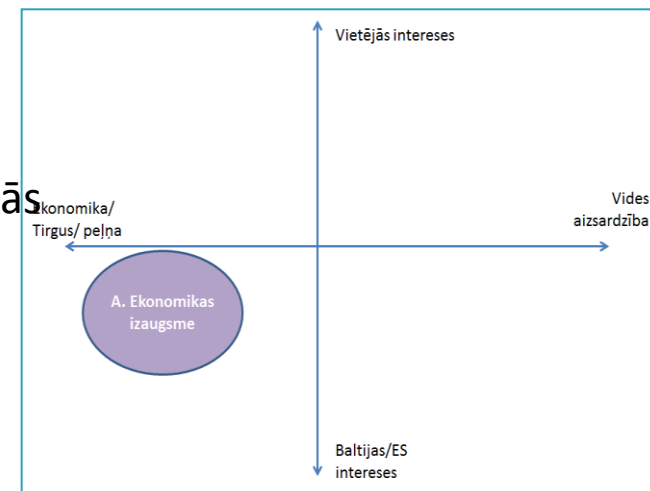 Vietējās intereses
ās
Ekonomika/
Tirgus/ peļņa
Vides
aizsardzība
A. Ekonomikas
izaugsme
Baltijas/ES
intereses